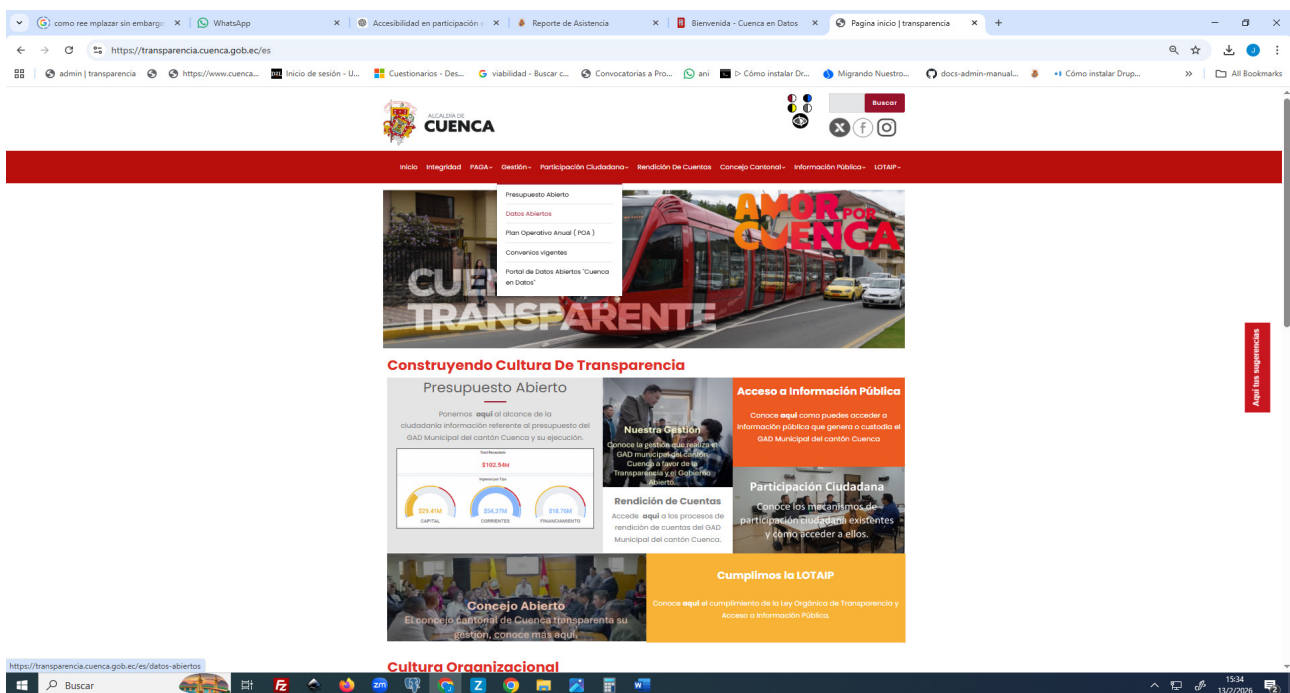 como ree mplazar sin embargo
WhatsApp
Accesibilidad en participación
Reporte de Asistencia
Bienvenida - Cuenca en Datos
Pagina inicio | transparencia
https://transparencia.cuenca.gob.ec/es
admin | transparencia
https://www.cuenca...
Inicio de sesión - U...
Cuestionarios - Des...
viabilidad - Buscar c...
Convocatorias a Pro...
ani
Cómo instalar Dr...
Migrando Nuestro...
docs-admin-manual...
Cómo instalar Drup...
All Bookmarks
ALCALDÍA DE
CUENCA
Buscar
Inicio Integridad PAGA Gestión Participación Ciudadana Rendición De Cuentas Concejo Cantonal Información Pública LOTAIP
Presupuesto Abierto
Datos Abiertos
Plan Operativo Anual ( POA )
Convenios vigentes
Portal de Datos Abiertos "Cuenca
en Datos"
AMOR POR
CUENCA
TRANSPARENTE
Aquí tus sugerencias
Construyendo Cultura De Transparencia
Presupuesto Abierto
Ponemos aquí al alcance de la
ciudadanía información referente al presupuesto del
GAD Municipal del cantón Cuenca y su ejecución.
$102.54M
Ingresos por Tipo
$29.41M
CAPITAL
$54.37M
CORRIENTES
$18.76M
FINANCIAMIENTO
Nuestra Gestión
Conoce la gestión que realiza el
GAD municipal del cantón
Cuenca a favor de la
Transparencia y el Gobierno
Abierto.
Acceso a Información Pública
Conoce aquí como puedes acceder a
información pública que genera o custodia el
GAD Municipal del cantón Cuenca
Rendición de Cuentas
Accede aquí a los procesos de
rendición de cuentas del GAD
Municipal del cantón Cuenca.
Participación Ciudadana
Conoce los mecanismos de
participación ciudadana existentes
y como acceder a ellos.
Concejo Abierto
El concejo cantonal de Cuenca transparenta su
gestión, conoce más aquí.
Cumplimos la LOTAIP
Conoce aquí el cumplimiento de la Ley Orgánica de Transparencia y
Acceso a Información Pública.
Cultura Organizacional
https://transparencia.cuenca.gob.ec/es/datos-abiertos
Buscar
15:34
13/2/2026